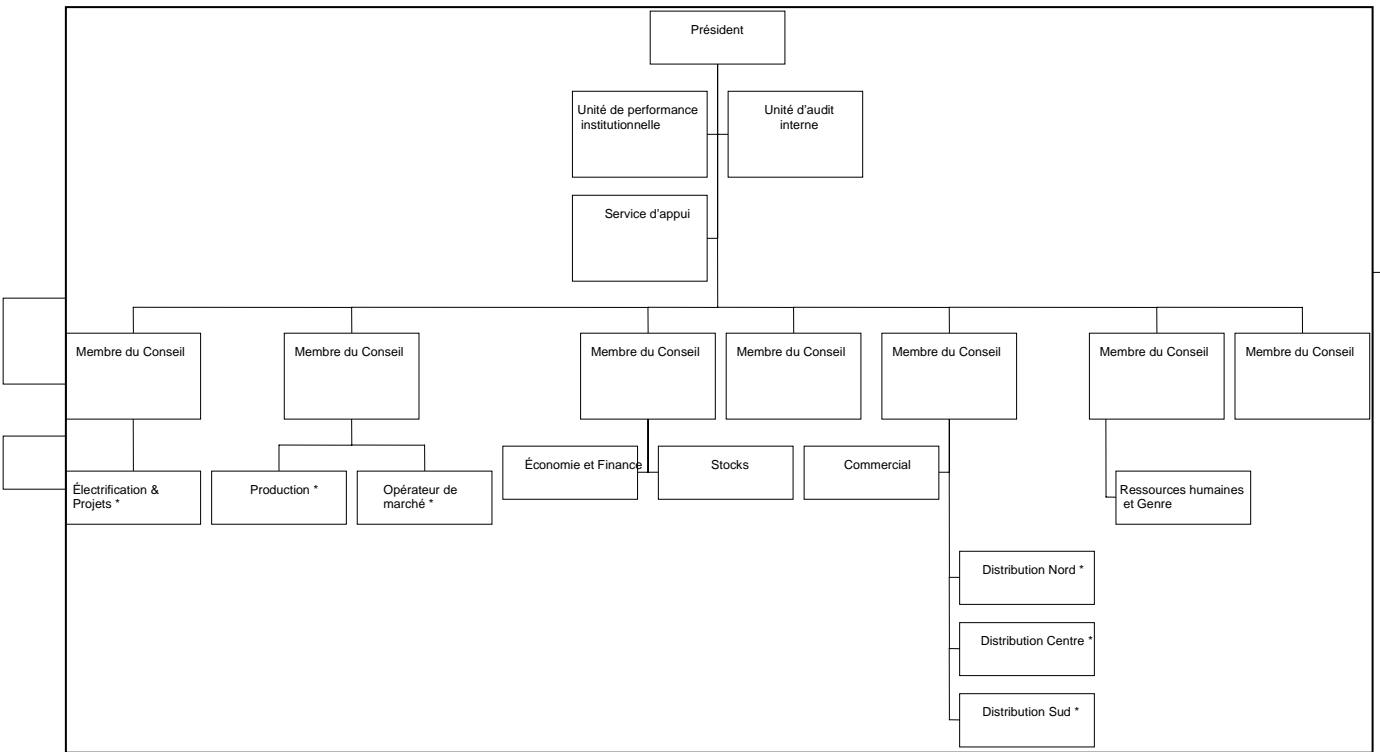 Président
Unité de performance
institutionnelle
Unité d'audit
interne
Service d'appui
Membre du Conseil
Membre du Conseil
Membre du Conseil
Membre du Conseil
Membre du Conseil
Membre du Conseil
Membre du Conseil
Économie et Finance
Stocks
Commercial
Électrification &
Projets *
Production *
Opérateur de
marché *
Ressources humaines
et Genre
Distribution Nord *
Distribution Centre *
Distribution Sud *